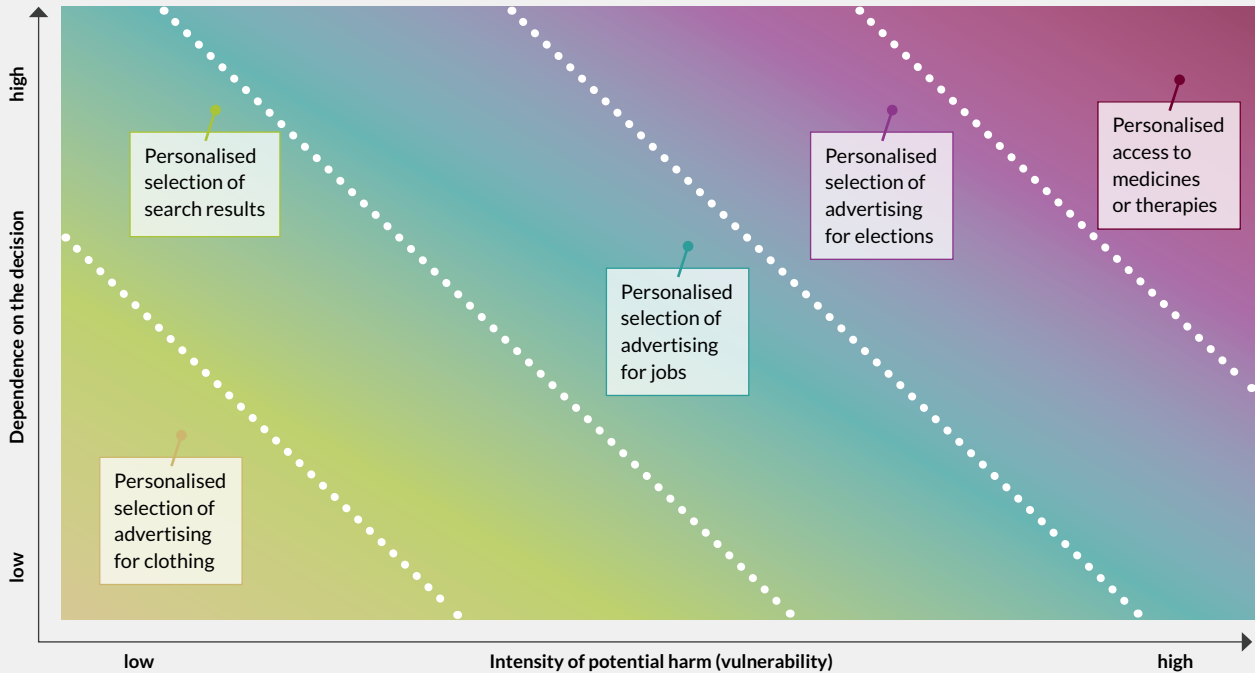 high
Dependence on the decision
low
Personalised
selection of
search results
Personalised
selection of
advertising
for elections
Personalised
access to
medicines
or therapies
Personalised
selection of
advertising
for jobs
Personalised
selection of
advertising
for clothing
low
Intensity of potential harm (vulnerability)
high